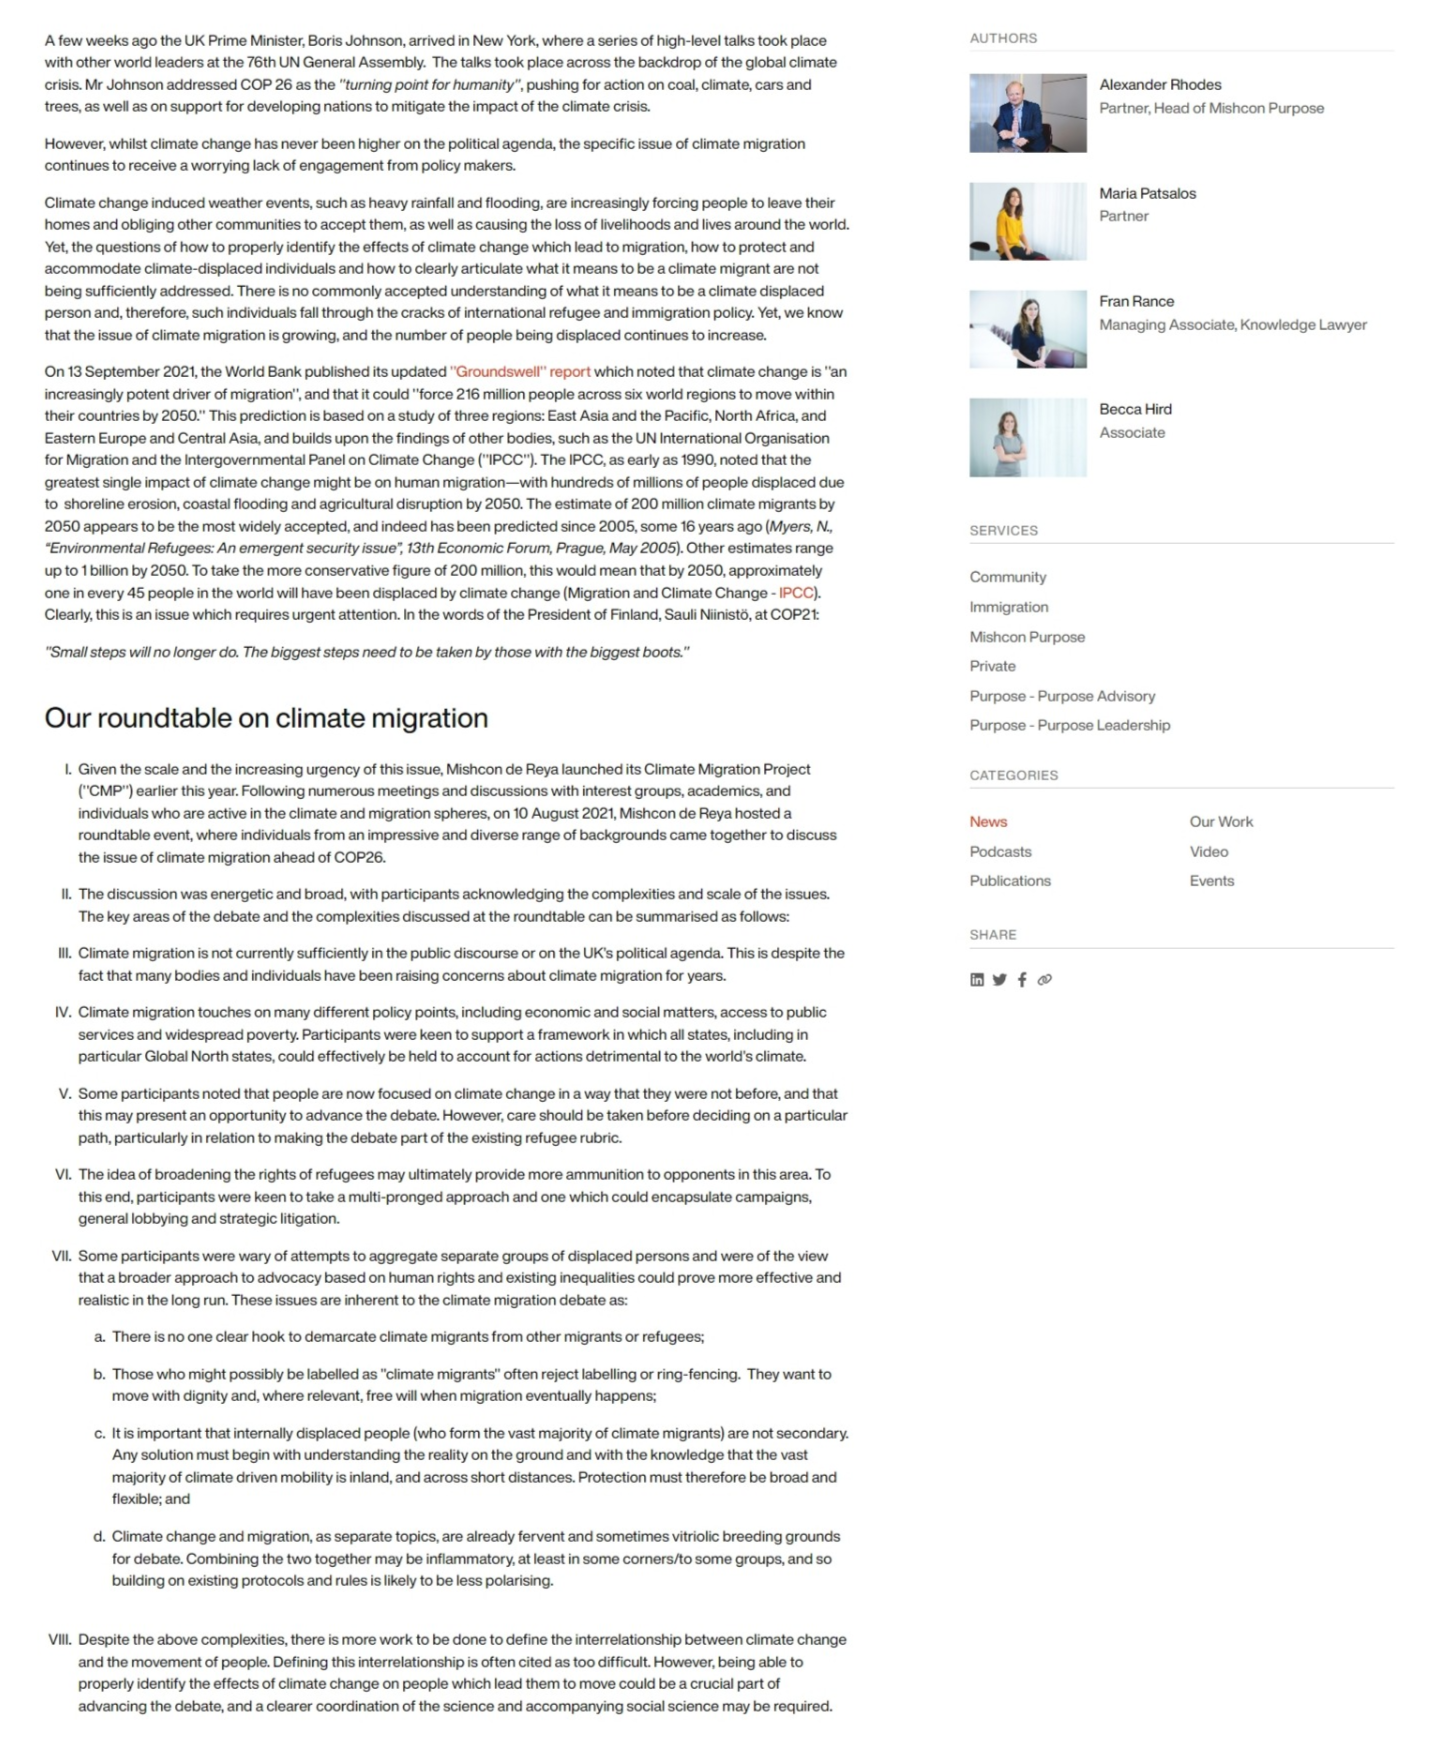 A few weeks ago the UK Prime Minister, Boris Johnson, arrived in New York, where a series of high-level talks took place
with other world leaders at the 76th UN General Assembly. The talks took place across the backdrop of the global climate
crisis. Mr Johnson addressed COP 26 as the "turning point for humanity", pushing for action on coal, climate, cars and
trees, as well as on support for developing nations to mitigate the impact of the climate crisis.
However, whilst climate change has never been higher on the political agenda, the specific issue of climate migration
continues to receive a worrying lack of engagement from policy makers.
Climate change induced weather events, such as heavy rainfall and flooding, are increasingly forcing people to leave their
homes and obliging other communities to accept them, as well as causing the loss of livelihoods and lives around the world.
Yet, the questions of how to properly identify the effects of climate change which lead to migration, how to protect and
accommodate climate-displaced individuals and how to clearly articulate what it means to be a climate migrant are not
being sufficiently addressed. There is no commonly accepted understanding of what it means to be a climate displaced
person and, therefore, such individuals fall through the cracks of international refugee and immigration policy. Yet, we know
that the issue of climate migration is growing, and the number of people being displaced continues to increase.
On 13 September 2021, the World Bank published its updated "Groundswell" report which noted that climate change is "an
increasingly potent driver of migration", and that it could "force 216 million people across six world regions to move within
their countries by 2050." This prediction is based on a study of three regions: East Asia and the Pacific, North Africa, and
Eastern Europe and Central Asia, and builds upon the findings of other bodies, such as the UN International Organisation
for Migration and the Intergovernmental Panel on Climate Change ("IPCC"). The IPCC, as early as 1990, noted that the
greatest single impact of climate change might be on human migration—with hundreds of millions of people displaced due
to shoreline erosion, coastal flooding and agricultural disruption by 2050. The estimate of 200 million climate migrants by
2050 appears to be the most widely accepted, and indeed has been predicted since 2005, some 16 years ago (Myers, N.,
"Environmental Refugees: An emergent security issue", 13th Economic Forum, Prague, May 2005). Other estimates range
up to 1 billion by 2050. To take the more conservative figure of 200 million, this would mean that by 2050, approximately
one in every 45 people in the world will have been displaced by climate change (Migration and Climate Change - IPCC).
Clearly, this is an issue which requires urgent attention. In the words of the President of Finland, Sauli Niinistö, at COP21:
"Small steps will no longer do. The biggest steps need to be taken by those with the biggest boots."
Our roundtable on climate migration
I. Given the scale and the increasing urgency of this issue, Mishcon de Reya launched its Climate Migration Project
("CMP") earlier this year. Following numerous meetings and discussions with interest groups, academics, and
individuals who are active in the climate and migration spheres, on 10 August 2021, Mishcon de Reya hosted a
roundtable event, where individuals from an impressive and diverse range of backgrounds came together to discuss
the issue of climate migration ahead of COP26.
II. The discussion was energetic and broad, with participants acknowledging the complexities and scale of the issues.
The key areas of the debate and the complexities discussed at the roundtable can be summarised as follows:
III. Climate migration is not currently sufficiently in the public discourse or on the UK's political agenda. This is despite the
fact that many bodies and individuals have been raising concerns about climate migration for years.
IV. Climate migration touches on many different policy points, including economic and social matters, access to public
services and widespread poverty. Participants were keen to support a framework in which all states, including in
particular Global North states, could effectively be held to account for actions detrimental to the world's climate.
V. Some participants noted that people are now focused on climate change in a way that they were not before, and that
this may present an opportunity to advance the debate. However, care should be taken before deciding on a particular
path, particularly in relation to making the debate part of the existing refugee rubric.
VI. The idea of broadening the rights of refugees may ultimately provide more ammunition to opponents in this area. To
this end, participants were keen to take a multi-pronged approach and one which could encapsulate campaigns,
general lobbying and strategic litigation.
VII. Some participants were wary of attempts to aggregate separate groups of displaced persons and were of the view
that a broader approach to advocacy based on human rights and existing inequalities could prove more effective and
realistic in the long run. These issues are inherent to the climate migration debate as:
a. There is no one clear hook to demarcate climate migrants from other migrants or refugees;
b. Those who might possibly be labelled as "climate migrants" often reject labelling or ring-fencing. They want to
move with dignity and, where relevant, free will when migration eventually happens;
c. It is important that internally displaced people (who form the vast majority of climate migrants) are not secondary.
Any solution must begin with understanding the reality on the ground and with the knowledge that the vast
majority of climate driven mobility is inland, and across short distances. Protection must therefore be broad and
flexible; and
d. Climate change and migration, as separate topics, are already fervent and sometimes vitriolic breeding grounds
for debate. Combining the two together may be inflammatory, at least in some corners/to some groups, and so
building on existing protocols and rules is likely to be less polarising.
VIII. Despite the above complexities, there is more work to be done to define the interrelationship between climate change
and the movement of people. Defining this interrelationship is often cited as too difficult. However, being able to
properly identify the effects of climate change on people which lead them to move could be a crucial part of
advancing the debate, and a clearer coordination of the science and accompanying social science may be required.
AUTHORS
Alexander Rhodes
Partner, Head of Mishcon Purpose
Maria Patsalos
Partner
Fran Rance
Managing Associate, Knowledge Lawyer
Becca Hird
Associate
SERVICES
Community
Immigration
Mishcon Purpose
Private
Purpose - Purpose Advisory
Purpose - Purpose Leadership
CATEGORIES
News
Our Work
Podcasts
Video
Publications
Events
SHARE